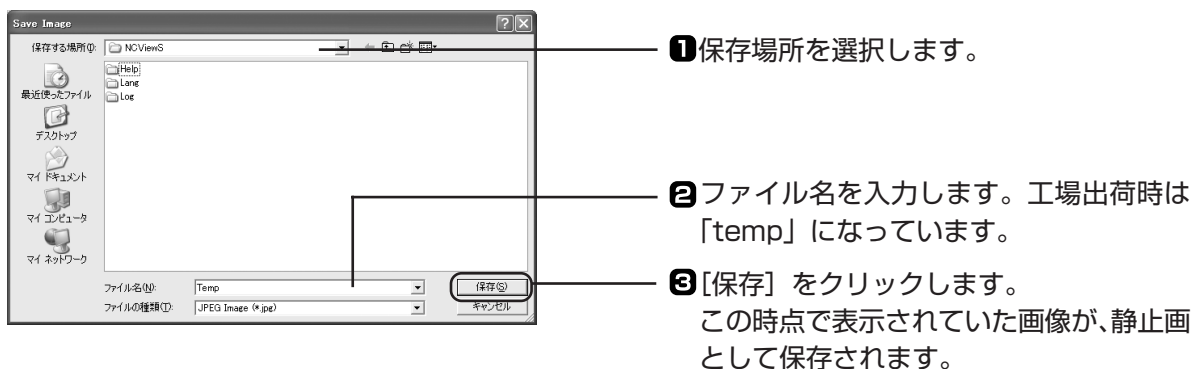 Save Image
保存する場所(I):
NCViewS
Help
Lang
Log
最近使ったファイル
デスクトップ
マイ ドキュメント
マイ コンピュータ
マイ ネットワーク
ファイル名(N):
Temp
保存(S)
ファイルの種類(T):
JPEG Image (*.jpg)
キャンセル
1保存場所を選択します。
2ファイル名を入力します。工場出荷時は
「temp」になっています。
3[保存] をクリックします。
この時点で表示されていた画像が、静止画
として保存されます。